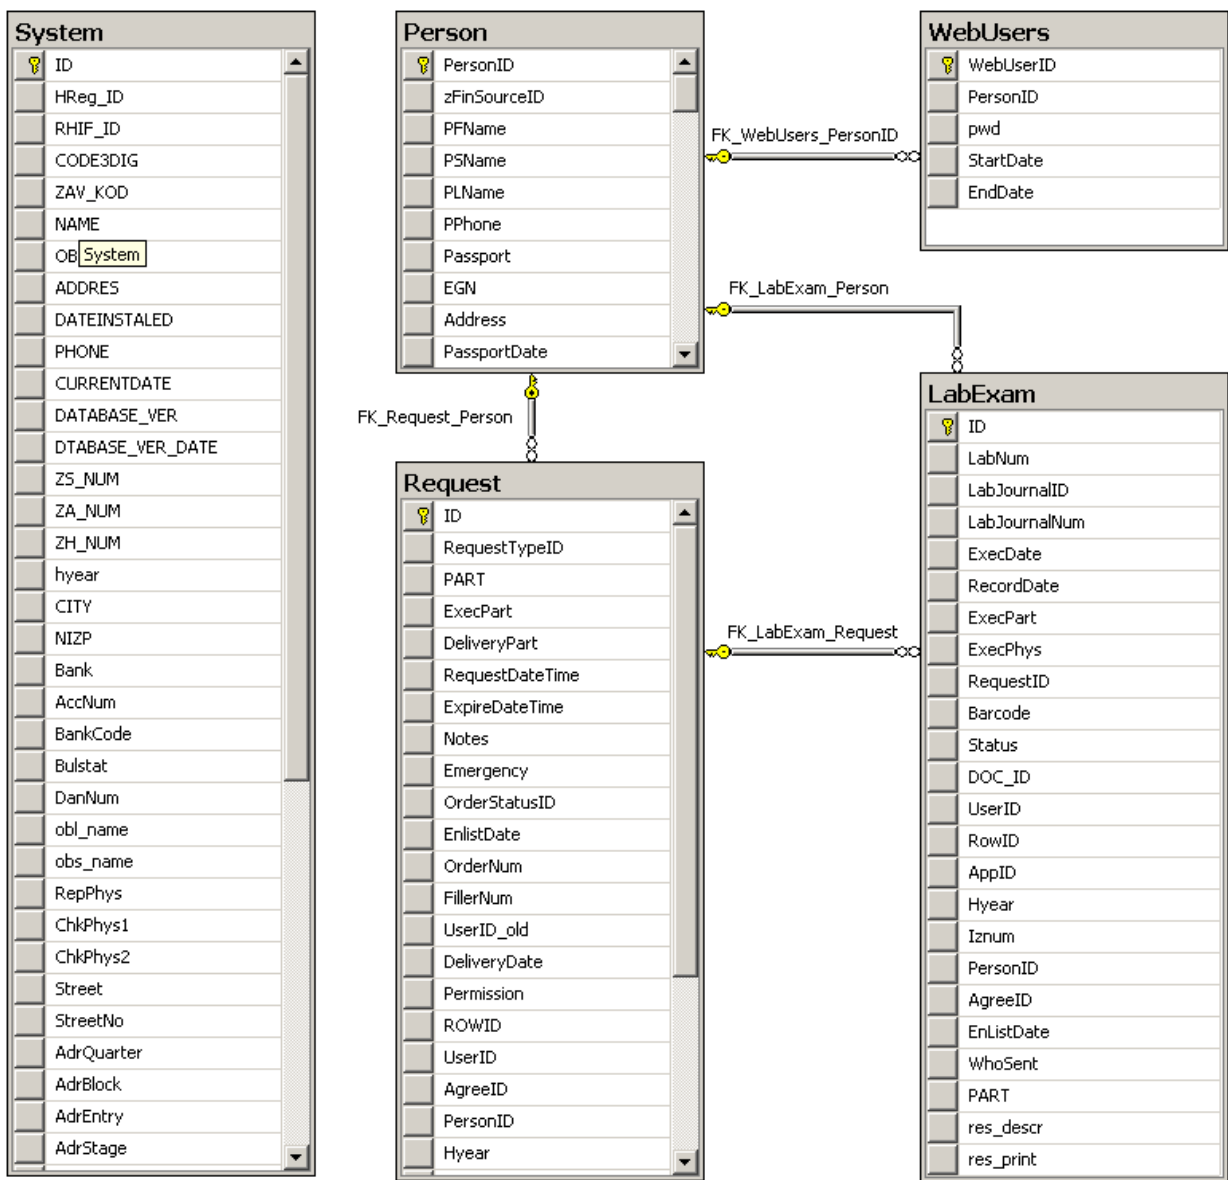 System
ID
HReg_ID
RHIF_ID
CODE3DIG
ZAV_KOD
NAME
OB
System
ADDRES
DATEINSTALED
PHONE
CURRENTDATE
DATABASE_VER
DTABASE_VER_DATE
ZS_NUM
ZA_NUM
ZH_NUM
hyear
CITY
NIZP
Bank
AccNum
BankCode
Bulstat
DanNum
obl_name
obs_name
RepPhys
ChkPhys1
ChkPhys2
Street
StreetNo
AdrQuarter
AdrBlock
AdrEntry
AdrStage
Person
PersonID
zFinSourceID
PFName
PSName
PLName
PPhone
Passport
EGN
Address
PassportDate
FK_Request_Person
Request
ID
RequestTypeID
PART
ExecPart
DeliveryPart
RequestDateTime
ExpireDateTime
Notes
Emergency
OrderStatusID
EnlistDate
OrderNum
FillerNum
UserID_old
DeliveryDate
Permission
ROWID
UserID
AgreeID
PersonID
Hyear
FK_WebUsers_PersonID
FK_LabExam_Person
FK_LabExam_Request
WebUsers
WebUserID
PersonID
pwd
StartDate
EndDate
LabExam
ID
LabNum
LabJournalID
LabJournalNum
ExecDate
RecordDate
ExecPart
ExecPhys
RequestID
Barcode
Status
DOC_ID
UserID
RowID
AppID
Hyear
Iznum
PersonID
AgreeID
EnListDate
WhoSent
PART
res_descr
res_print